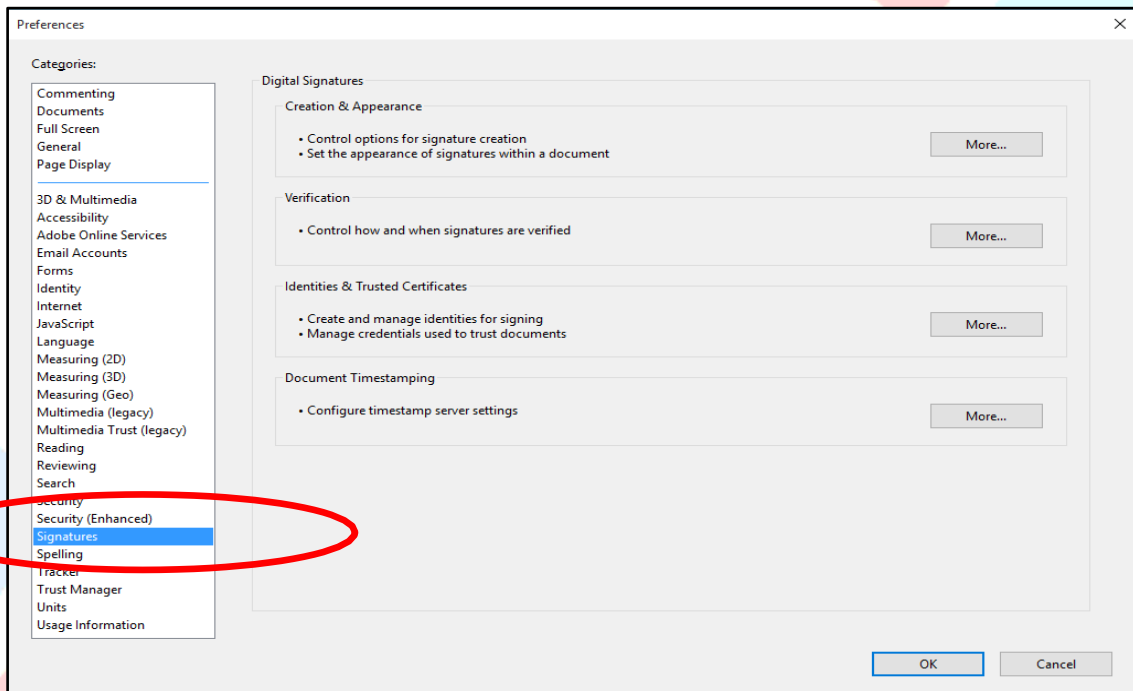 Preferences
Categories:
Commenting
Documents
Full Screen
General
Page Display
3D & Multimedia
Accessibility
Adobe Online Services
Email Accounts
Forms
Identity
Internet
JavaScript
Language
Measuring (2D)
Measuring (3D)
Measuring (Geo)
Multimedia (legacy)
Multimedia Trust (legacy)
Reading
Reviewing
Search
Security
Security (Enhanced)
Signatures
Spelling
Tracker
Trust Manager
Units
Usage Information
Digital Signatures
Creation & Appearance
• Control options for signature creation
• Set the appearance of signatures within a document
More...
Verification
• Control how and when signatures are verified
More...
Identities & Trusted Certificates
• Create and manage identities for signing
• Manage credentials used to trust documents
More...
Document Timestamping
• Configure timestamp server settings
More...
OK
Cancel